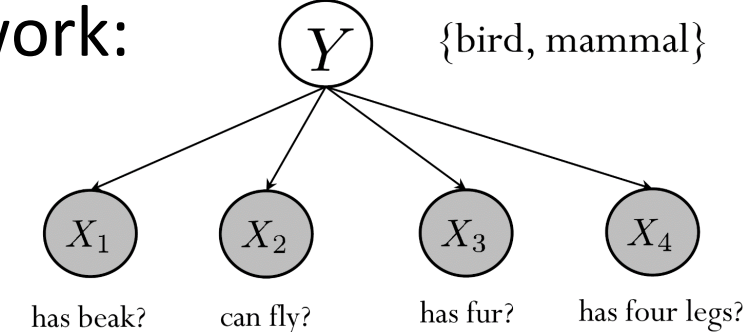 work:
Y {bird, mammal}
X1 X2 X3 X4
has beak? can fly? has fur? has four legs?